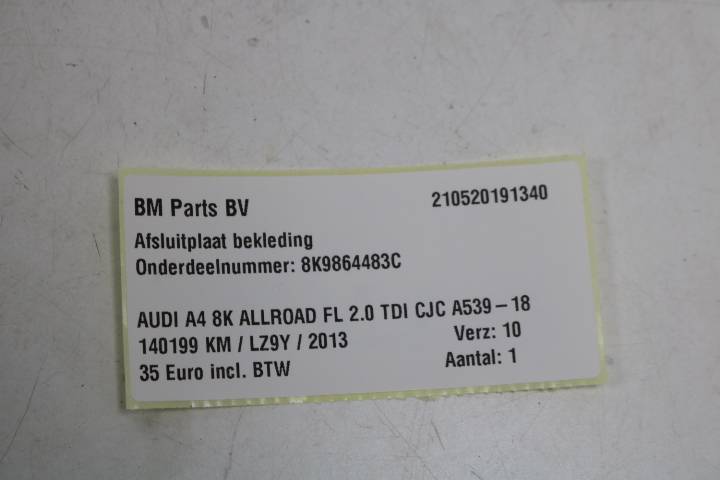 BM Parts BV 210520191340
Afsluitplaat bekleding
Onderdeelnummer: 8K9864483C
AUDI A4 8K ALLROAD FL 2.0 TDI CJC A539-18
140199 KM / LZ9Y / 2013 Verz: 10
35 Euro incl. BTW Aantal: 1